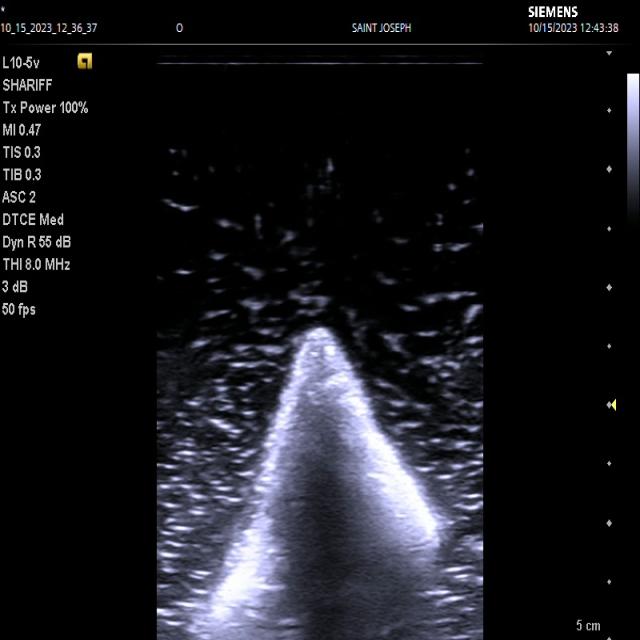 *
SIEMENS
10_15_2023_12_36_37 O SAINT JOSEPH 10/15/2023 12:43:38
L10-5v
SHARIFF
Tx Power 100%
MI 0.47
TIS 0.3
TIB 0.3
ASC 2
DTCE Med
Dyn R 55 dB
THI 8.0 MHz
3 dB
50 fps
5 cm